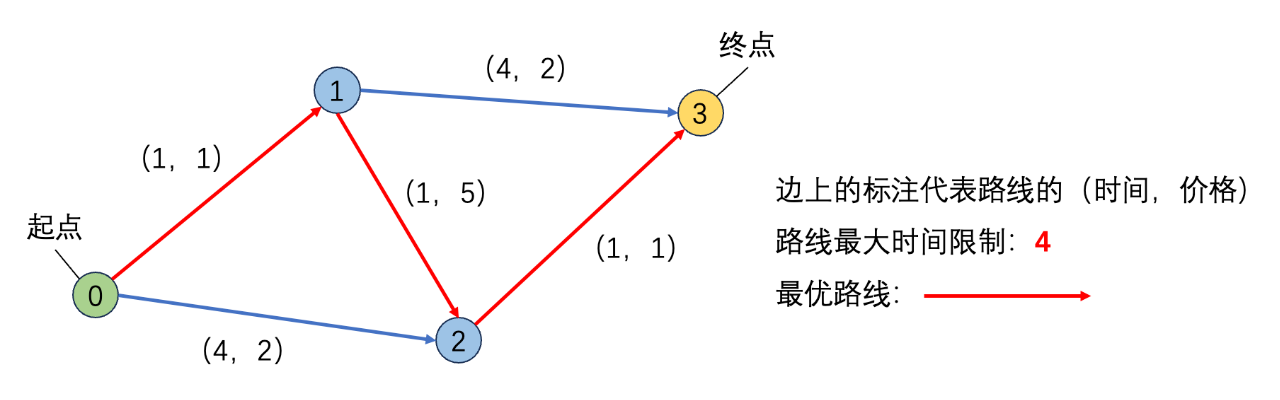 终点
(4, 2)
1
3
(1, 1)
(1, 5)
边上的标注代表路线的（时间，价格）
起点
路线最大时间限制：4
(1, 1)
0
最优路线：
2
(4, 2)